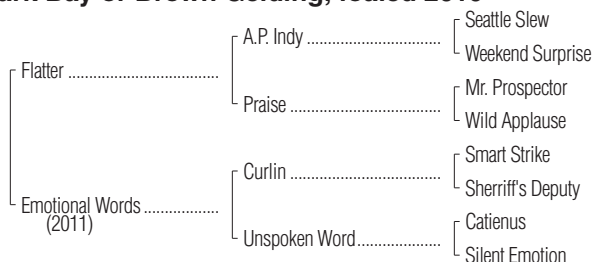 Seattle Slew
A.P. Indy
Weekend Surprise
Flatter
Mr. Prospector
Praise
Wild Applause
Smart Strike
Curlin
Sherriff's Deputy
Emotional Words
(2011)
Catienus
Unspoken Word
Silent Emotion